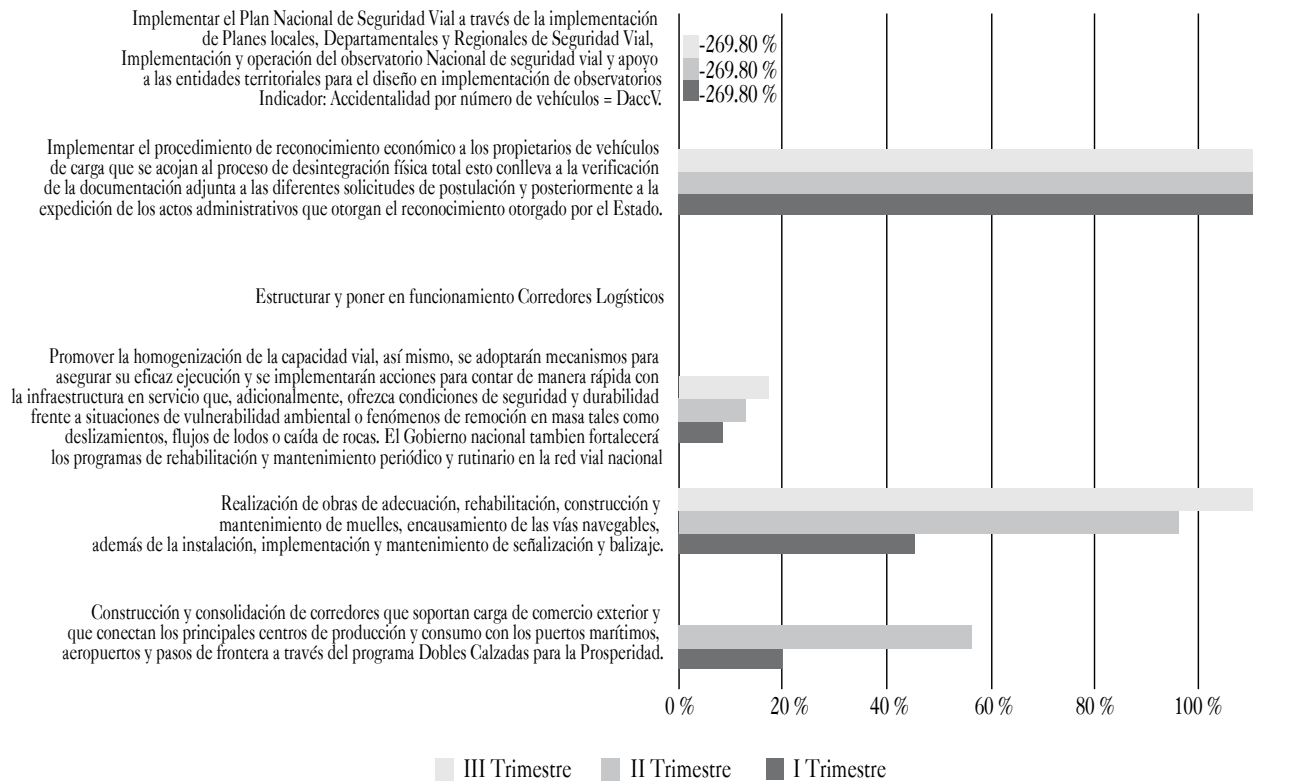 Implementar el Plan Nacional de Seguridad Vial a través de la implementación
de Planes locales, Departamentales y Regionales de Seguridad Vial,
Implementación y operación del observatorio Nacional de seguridad vial y apoyo
a las entidades territoriales para el diseño en implementación de observatorios
Indicador: Accidentalidad por número de vehículos = DaccV.
-269.80 %
-269.80 %
-269.80 %
Implementar el procedimiento de reconocimiento económico a los propietarios de vehículos
de carga que se acojan al proceso de desintegración física total esto conlleva a la verificación
de la documentación adjunta a las diferentes solicitudes de postulación y posteriormente a la
expedición de los actos administrativos que otorgan el reconocimiento otorgado por el Estado.
Estructurar y poner en funcionamiento Corredores Logísticos
Promover la homogenización de la capacidad vial, así mismo, se adoptarán mecanismos para
asegurar su eficaz ejecución y se implementarán acciones para contar de manera rápida con
la infraestructura en servicio que, adicionalmente, ofrezca condiciones de seguridad y durabilidad
frente a situaciones de vulnerabilidad ambiental o fenómenos de remoción en masa tales como
deslizamientos, flujos de lodos o caída de rocas. El Gobierno nacional tambien fortalecerá
los programas de rehabilitación y mantenimiento periódico y rutinario en la red vial nacional
Realización de obras de adecuación, rehabilitación, construcción y
mantenimiento de muelles, encausamiento de las vías navegables,
además de la instalación, implementación y mantenimiento de señalización y balizaje.
Construcción y consolidación de corredores que soportan carga de comercio exterior y
que conectan los principales centros de producción y consumo con los puertos marítimos,
aeropuertos y pasos de frontera a través del programa Dobles Calzadas para la Prosperidad.
0 % 20 % 40 % 60 % 80 % 100 %
III Trimestre II Trimestre I Trimestre